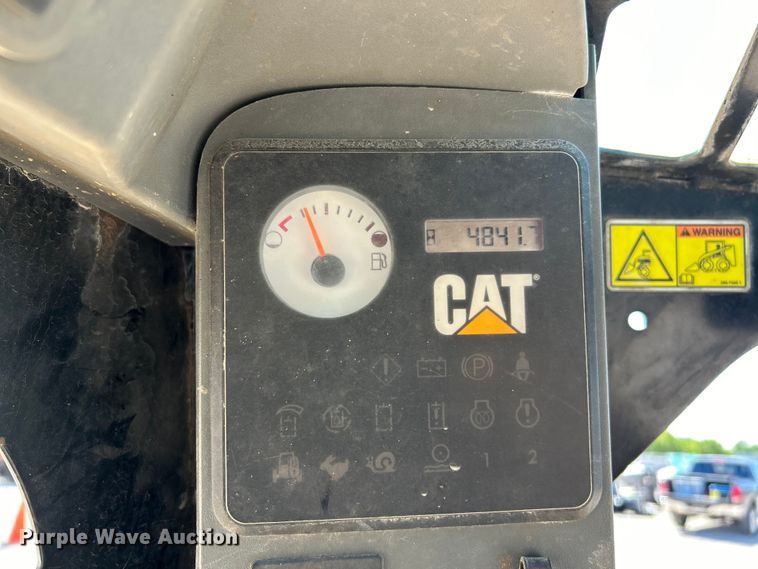 4841.7
WARNING
CAT®
P
1 2
Purple Wave Auction